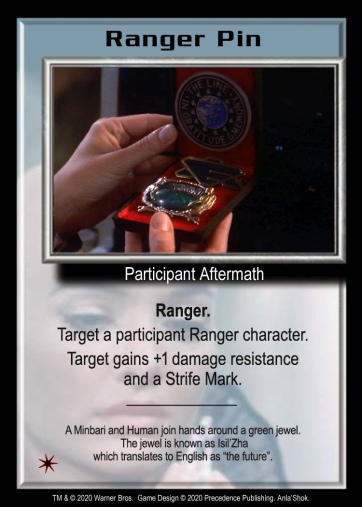 Ranger Pin
THE LINE
Participant Aftermath
Ranger.
Target a participant Ranger character.
Target gains +1 damage resistance
and a Strife Mark.
A Minbari and Human join hands around a green jewel.
The jewel is known as Isil'Zha
which translates to English as “the future”.
TM & © 2020 Warner Bros. Game Design © 2020 Precedence Publishing. Anla'Shok.